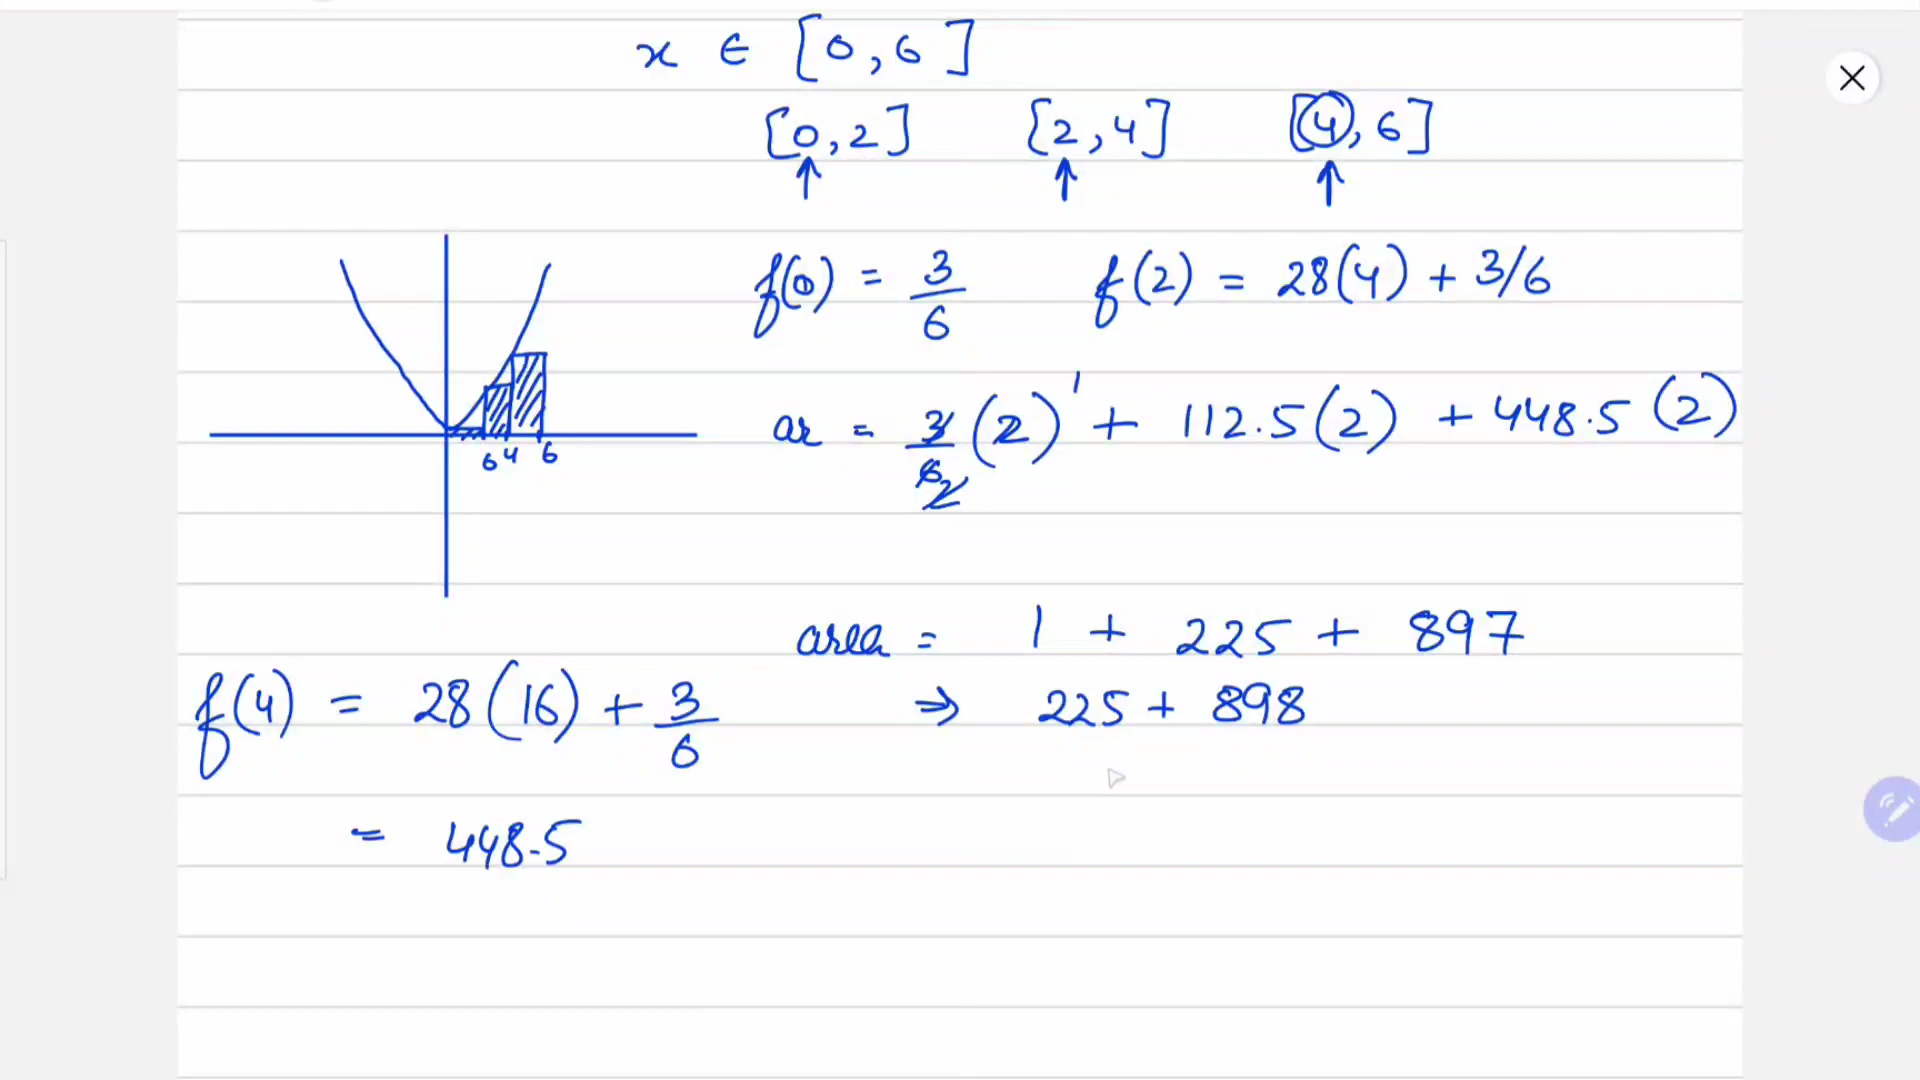 x ∈ [0,6]
[0,2] [2,4] [4,6]
f(0) = 3/6 f(2) = 28(4) + 3/6
ar = 3/6 (2) 1 + 112.5(2) + 448.5(2)
2
6 4 6
area = 1 + 225 + 897
f(4) = 28(16) + 3/6
⇒ 225 + 898
= 448.5